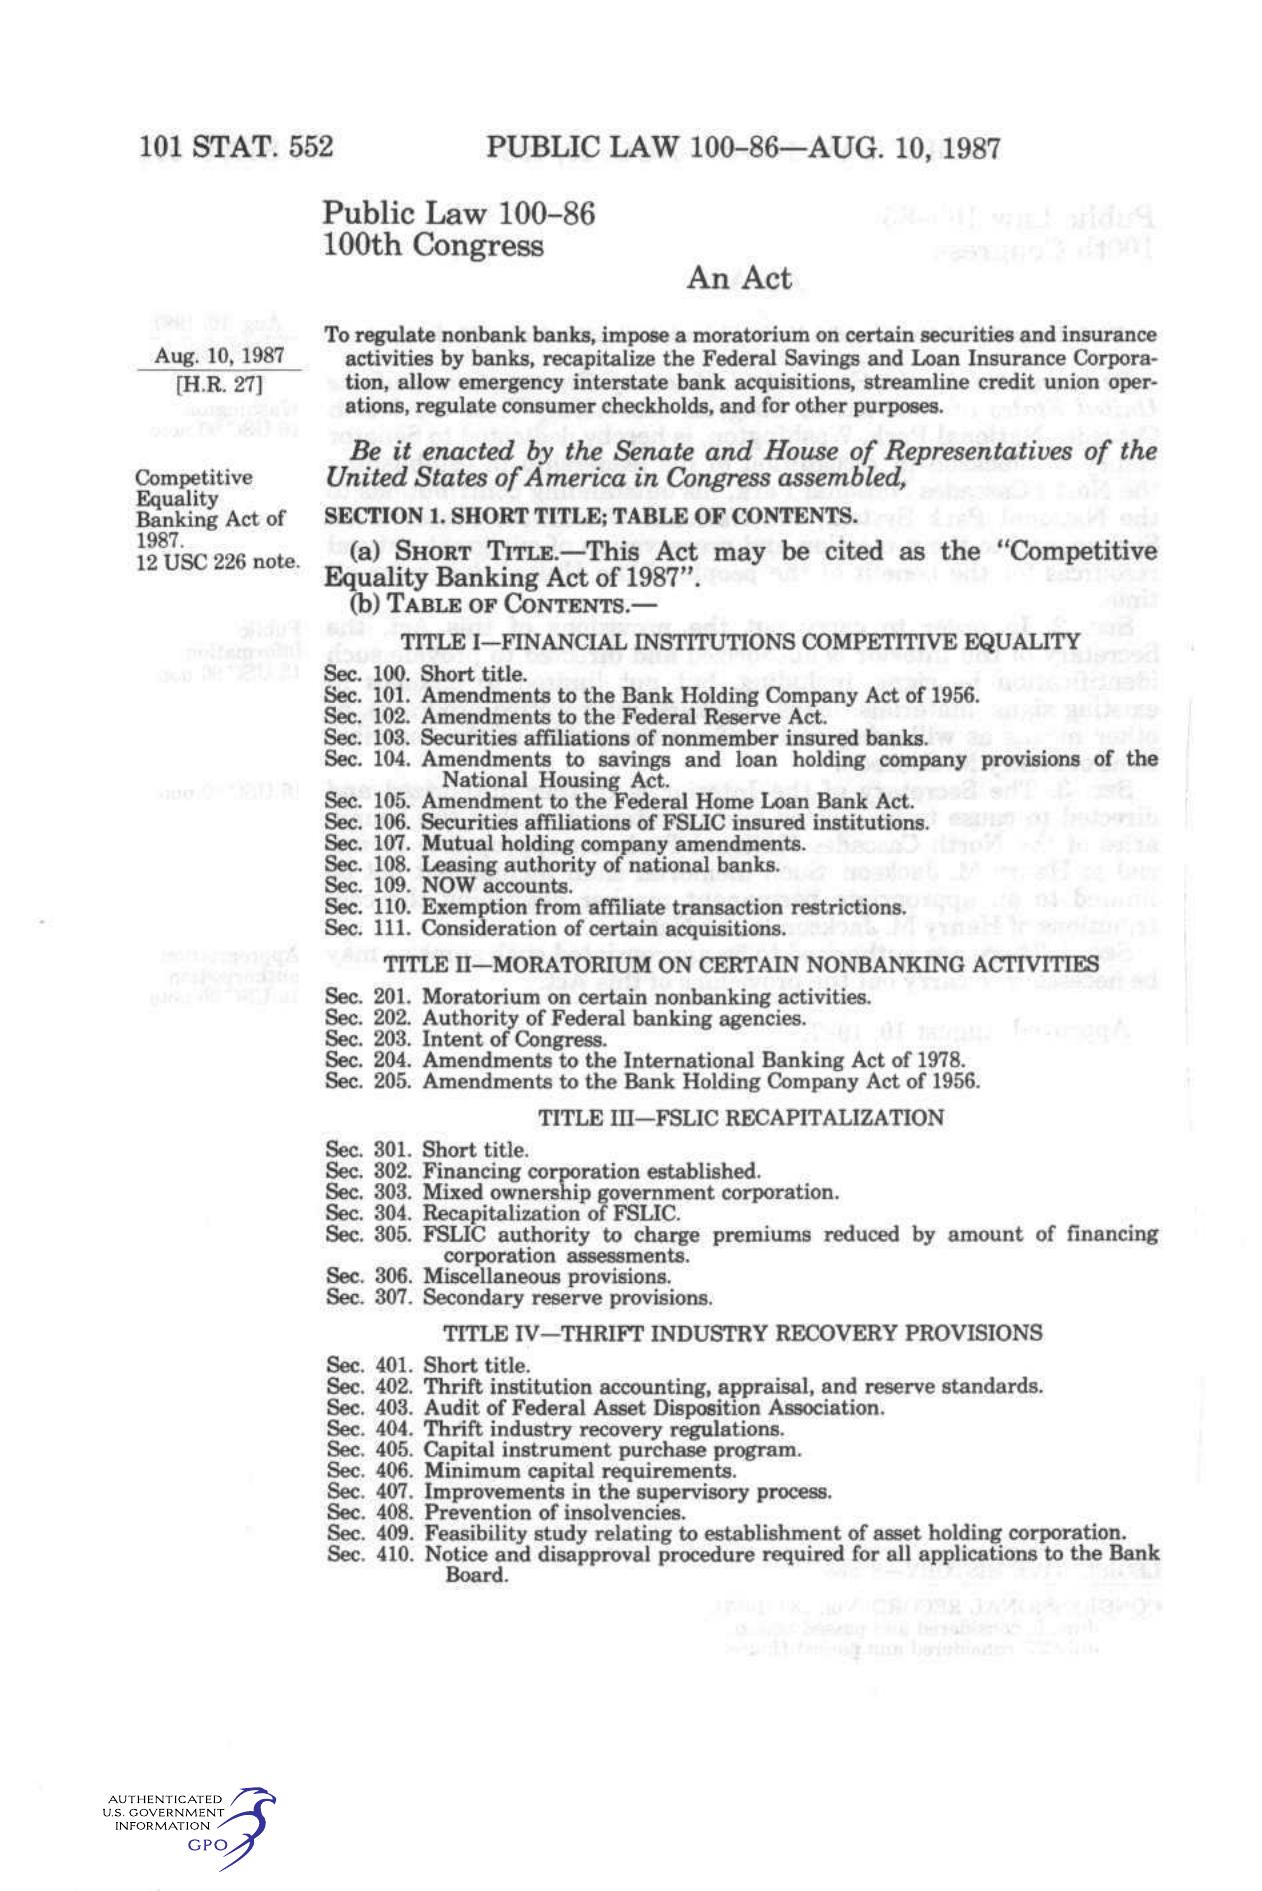 101 STAT. 552
PUBLIC LAW 100–86—AUG. 10, 1987
Public Law 100–86
100th Congress
An Act
Aug. 10, 1987
[H.R. 27]
To regulate nonbank banks, impose a moratorium on certain securities and insurance
activities by banks, recapitalize the Federal Savings and Loan Insurance Corpora-
tion, allow emergency interstate bank acquisitions, streamline credit union oper-
ations, regulate consumer checkholds, and for other purposes.
Be it enacted by the Senate and House of Representatives of the
United States of America in Congress assembled,
Competitive
Equality
Banking Act of
1987.
12 USC 226 note.
SECTION 1. SHORT TITLE; TABLE OF CONTENTS.
(a) SHORT TITLE.—This Act may be cited as the “Competitive
Equality Banking Act of 1987”.
(b) TABLE OF CONTENTS.—
TITLE I—FINANCIAL INSTITUTIONS COMPETITIVE EQUALITY
Sec. 100. Short title.
Sec. 101. Amendments to the Bank Holding Company Act of 1956.
Sec. 102. Amendments to the Federal Reserve Act.
Sec. 103. Securities affiliations of nonmember insured banks.
Sec. 104. Amendments to savings and loan holding company provisions of the
National Housing Act.
Sec. 105. Amendment to the Federal Home Loan Bank Act.
Sec. 106. Securities affiliations of FSLIC insured institutions.
Sec. 107. Mutual holding company amendments.
Sec. 108. Leasing authority of national banks.
Sec. 109. NOW accounts.
Sec. 110. Exemption from affiliate transaction restrictions.
Sec. 111. Consideration of certain acquisitions.
TITLE II—MORATORIUM ON CERTAIN NONBANKING ACTIVITIES
Sec. 201. Moratorium on certain nonbanking activities.
Sec. 202. Authority of Federal banking agencies.
Sec. 203. Intent of Congress.
Sec. 204. Amendments to the International Banking Act of 1978.
Sec. 205. Amendments to the Bank Holding Company Act of 1956.
TITLE III—FSLIC RECAPITALIZATION
Sec. 301. Short title.
Sec. 302. Financing corporation established.
Sec. 303. Mixed ownership government corporation.
Sec. 304. Recapitalization of FSLIC.
Sec. 305. FSLIC authority to charge premiums reduced by amount of financing
corporation assessments.
Sec. 306. Miscellaneous provisions.
Sec. 307. Secondary reserve provisions.
TITLE IV—THRIFT INDUSTRY RECOVERY PROVISIONS
Sec. 401. Short title.
Sec. 402. Thrift institution accounting, appraisal, and reserve standards.
Sec. 403. Audit of Federal Asset Disposition Association.
Sec. 404. Thrift industry recovery regulations.
Sec. 405. Capital instrument purchase program.
Sec. 406. Minimum capital requirements.
Sec. 407. Improvements in the supervisory process.
Sec. 408. Prevention of insolvencies.
Sec. 409. Feasibility study relating to establishment of asset holding corporation.
Sec. 410. Notice and disapproval procedure required for all applications to the Bank
Board.
AUTHENTICATED
U.S. GOVERNMENT
INFORMATION
GPO